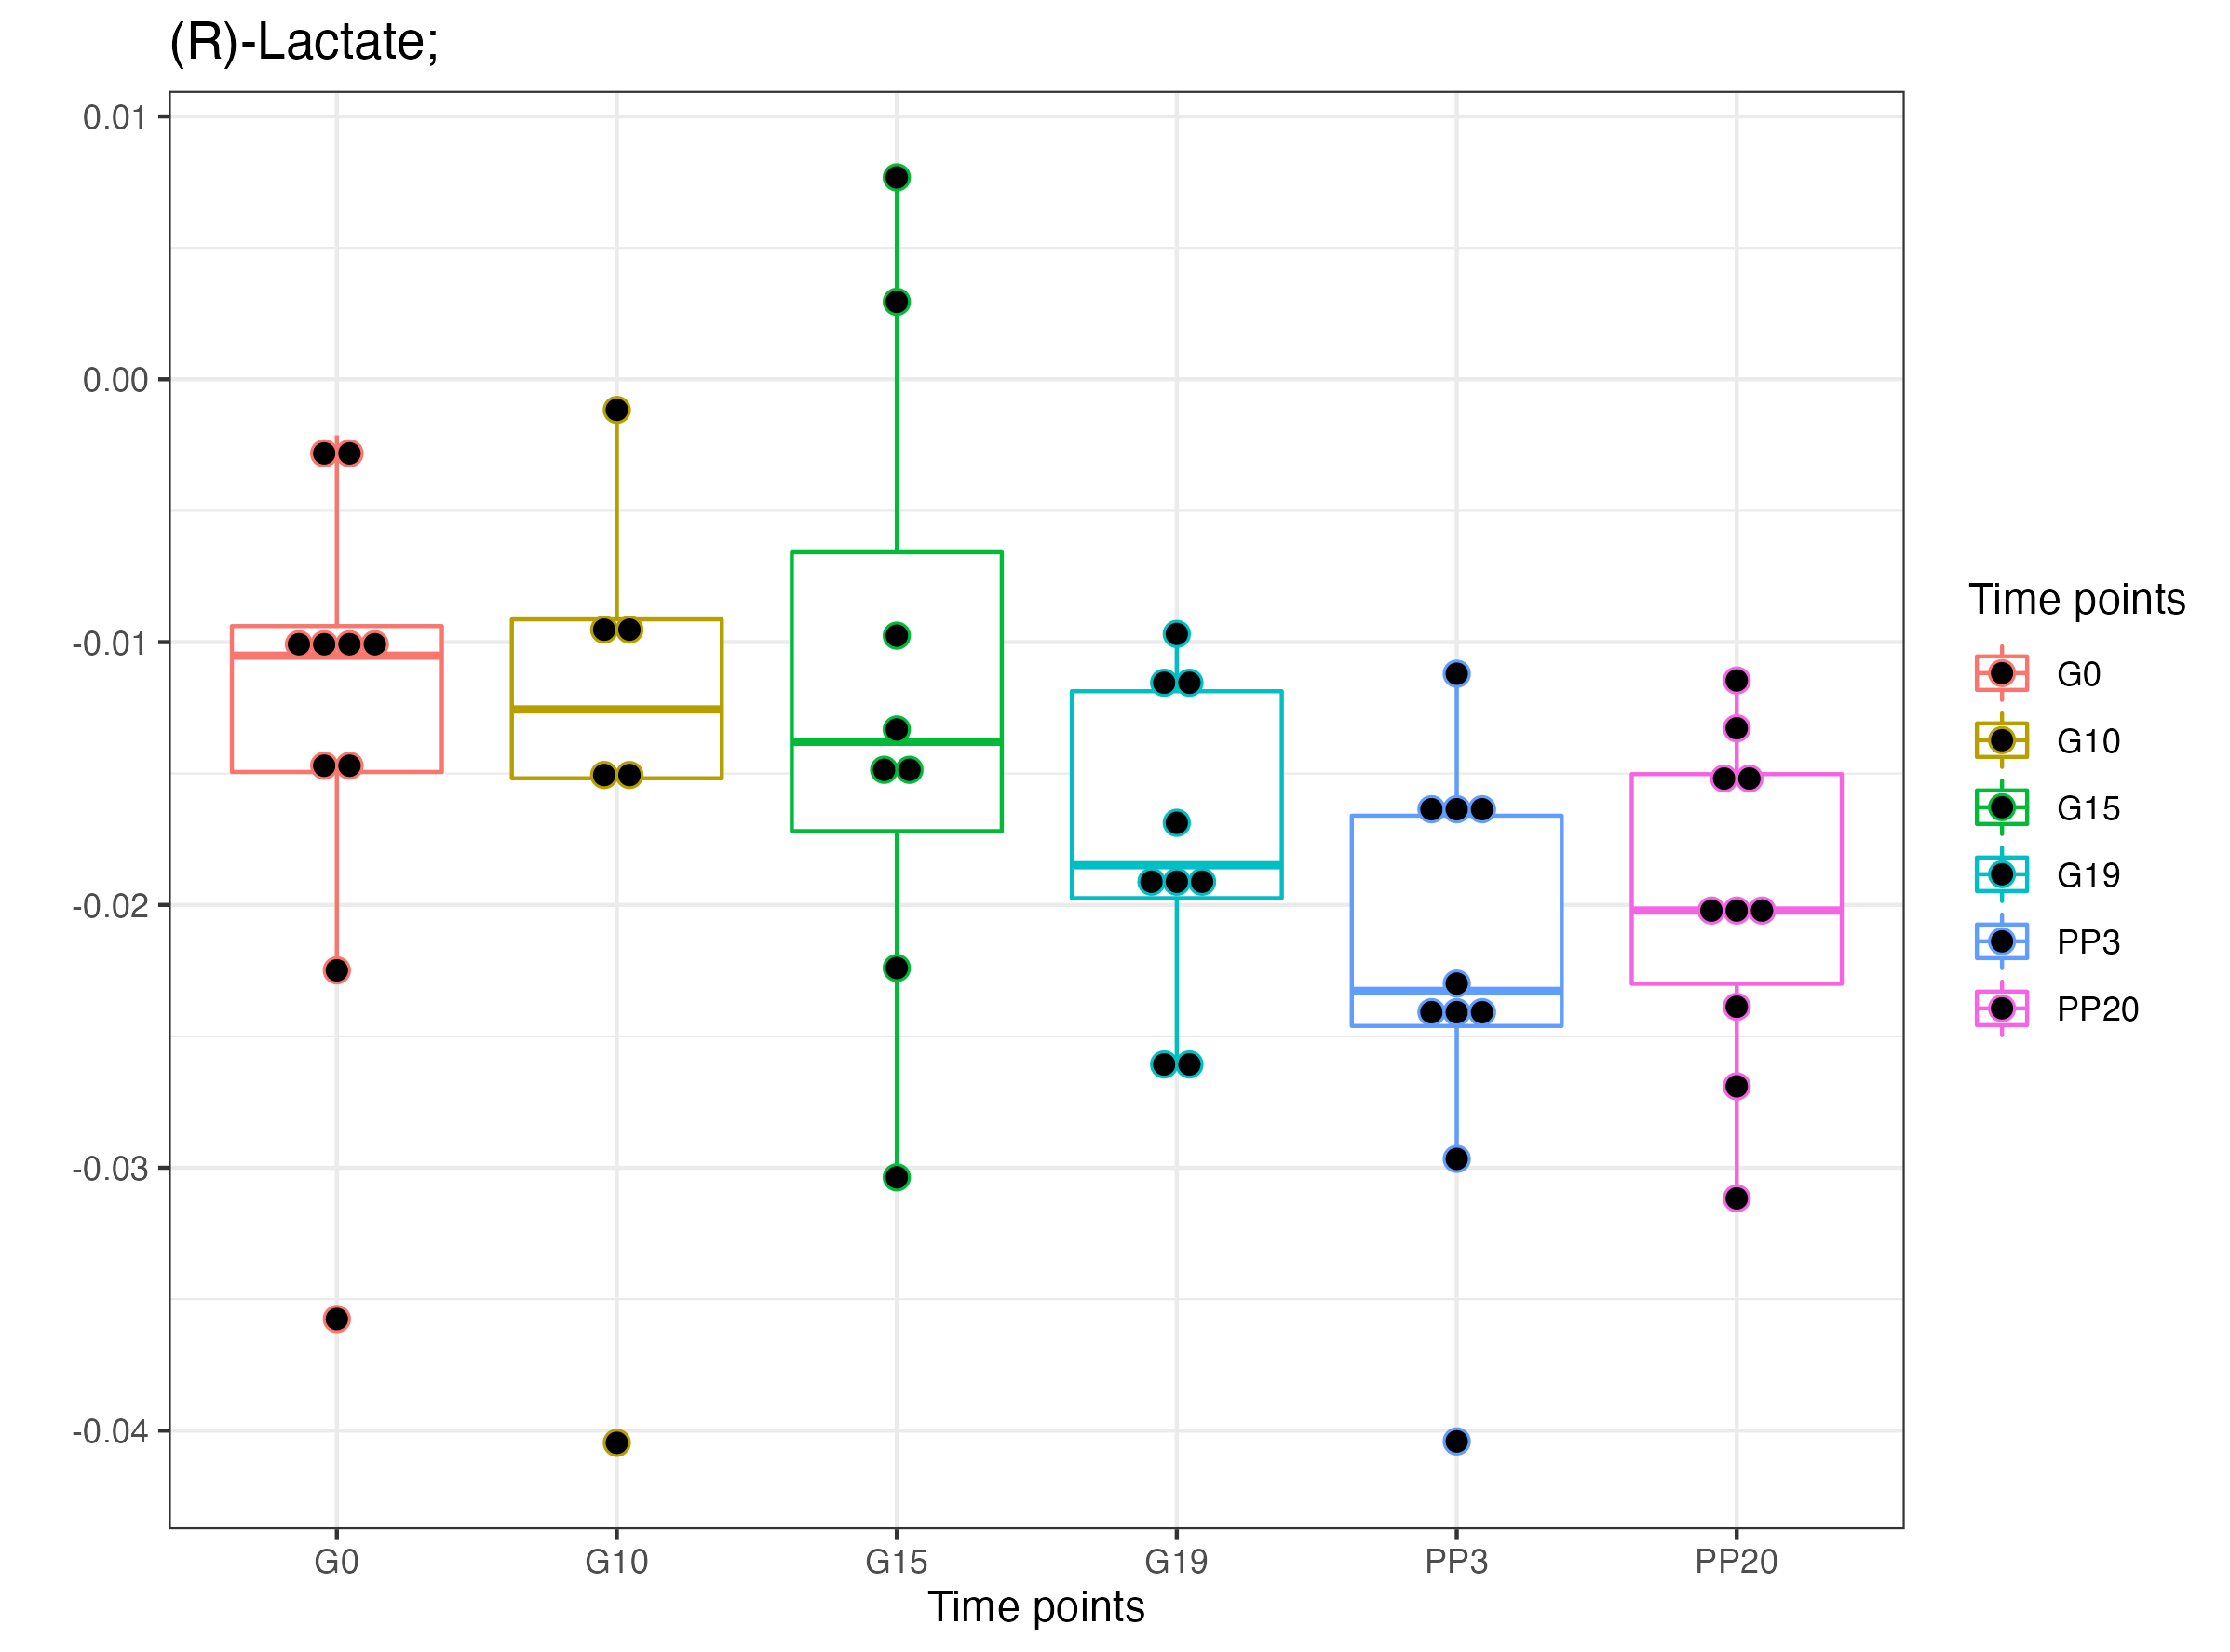 (R)-Lactate;
0.01
0.00
-0.01
-0.02
-0.03
-0.04
G0 G10 G15 G19 PP3 PP20
Time points
Time points
G0
G10
G15
G19
PP3
PP20